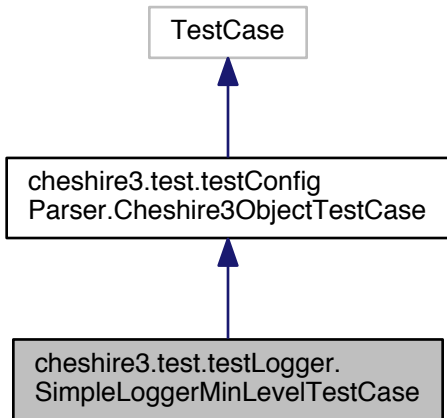 TestCase
cheshire3.test.testConfig
Parser.Cheshire3ObjectTestCase
cheshire3.test.testLogger.
SimpleLoggerMinLevelTestCase